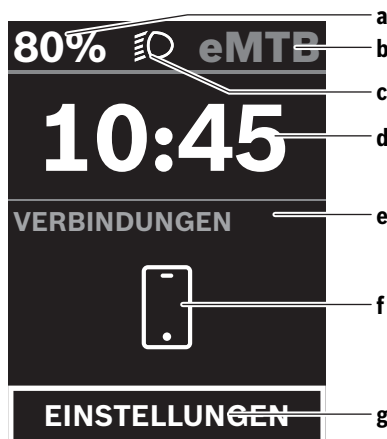 80% eMTB
10:45
VERBINDUNGEN
EINSTELLUNGEN
a
b
c
d
e
f
g